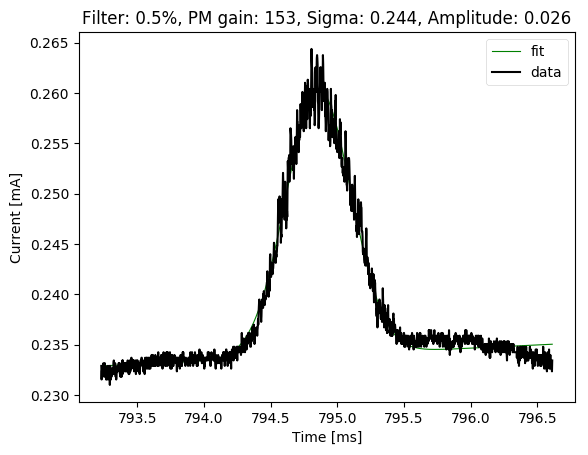 Filter: 0.5%, PM gain: 153, Sigma: 0.244, Amplitude: 0.026
fit
data
0.265
0.260
0.255
0.250
0.245
0.240
0.235
0.230
Current [mA]
793.5 794.0 794.5 795.0 795.5 796.0 796.5
Time [ms]